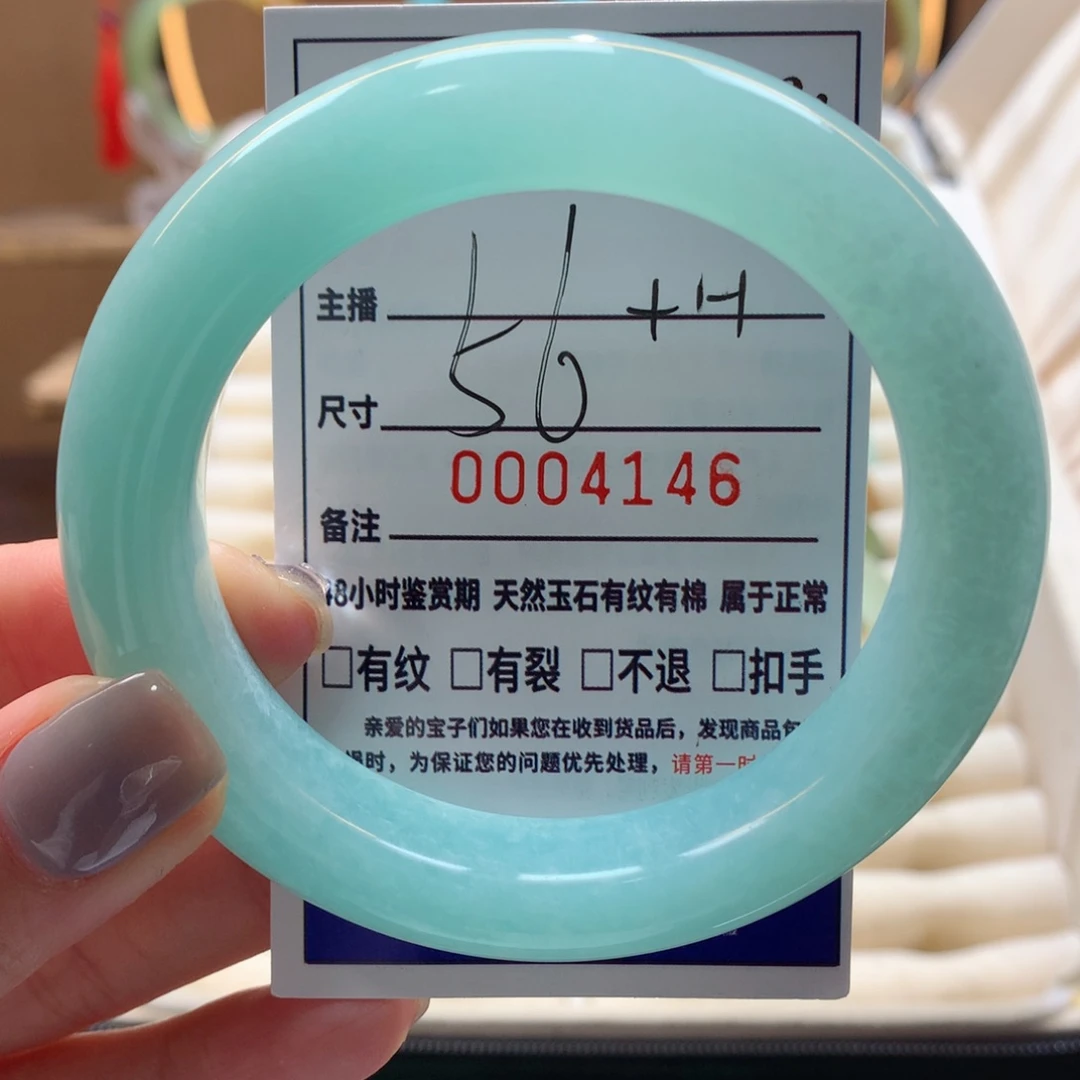 主播
56 +H
尺寸
0004146
备注
48小时鉴赏期 天然玉石有纹有棉 属于正常
□有纹 □有裂 □不退 □扣手
亲爱的宝子们如果您在收到货品后，发现商品
时，为保证您的问题优先处理，请第一时